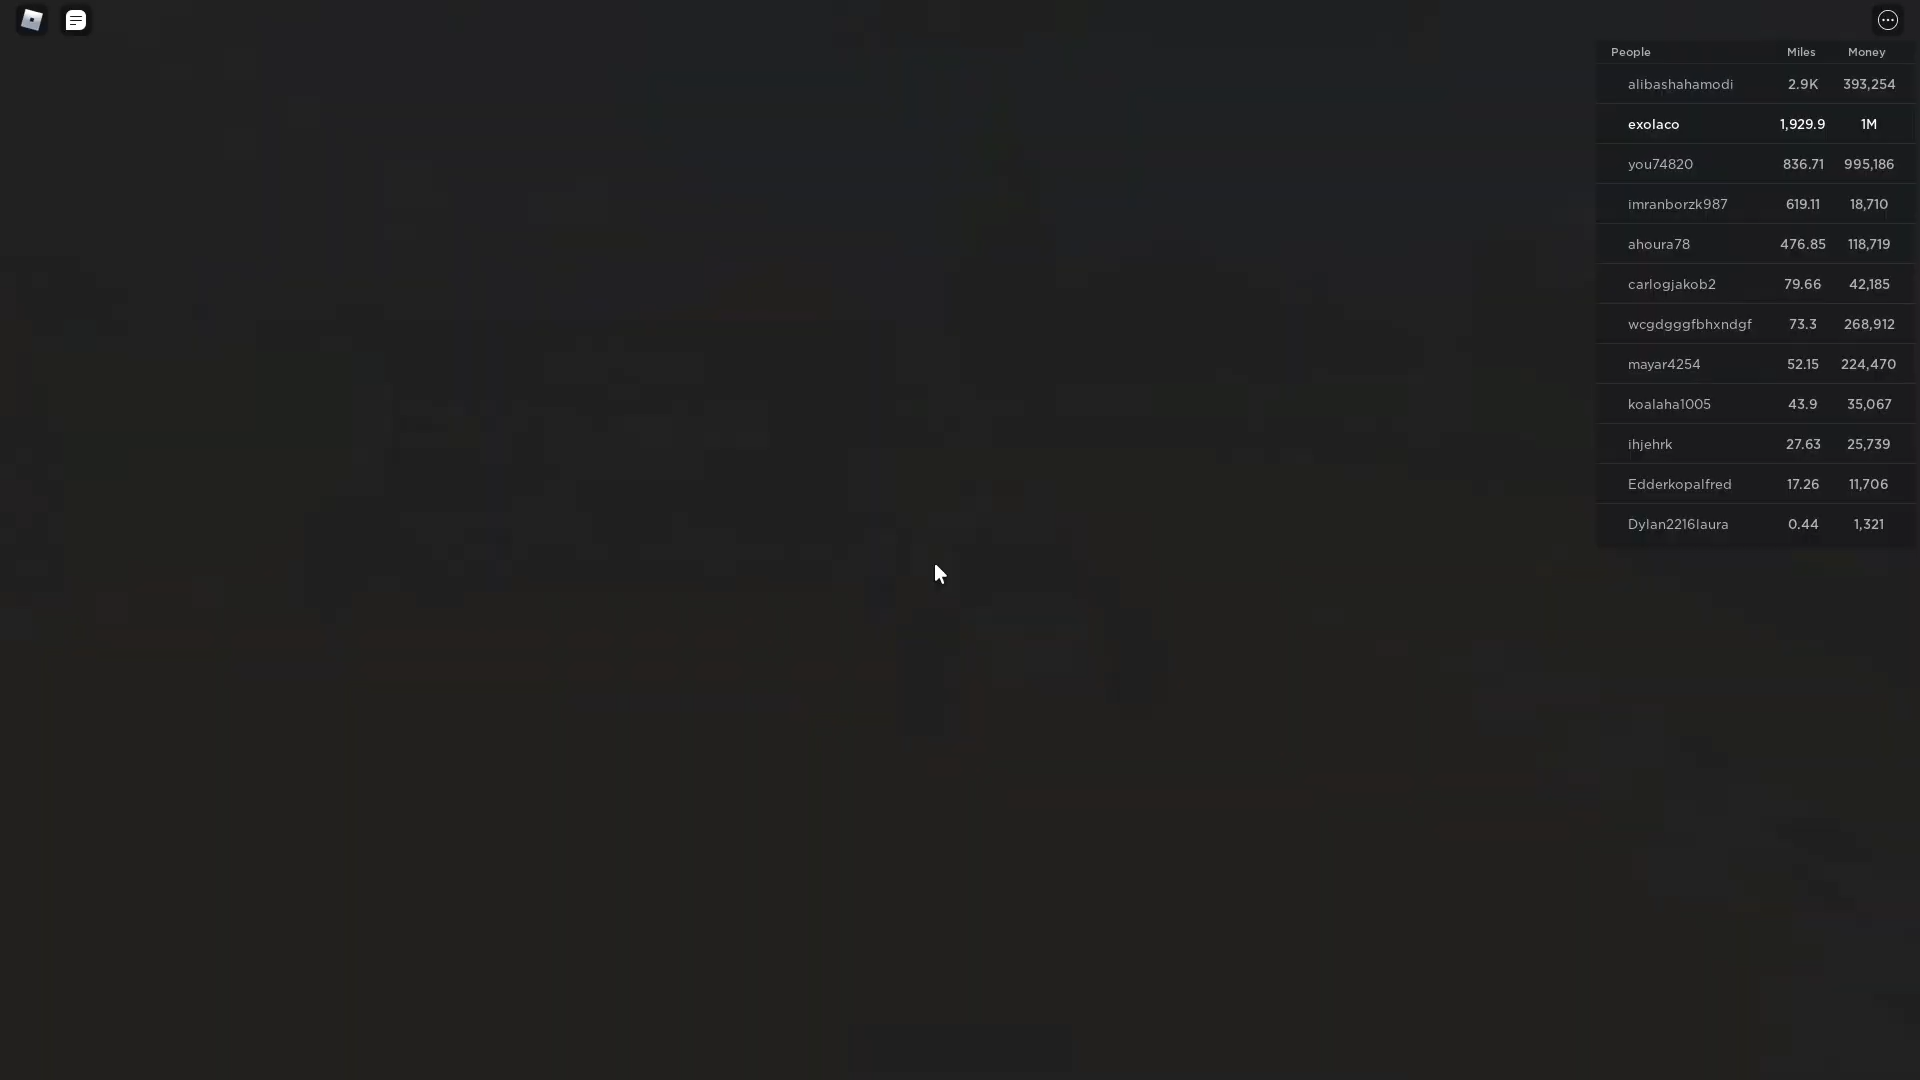 People Miles Money
alibashahamodi 2.9K 393,254
exolaco 1,929.9 1M
you74820 836.71 995,186
imranborzk987 619.11 18,710
ahoura78 476.85 118,719
carlogjakob2 79.66 42,185
wcgdgggfbhxndgf 73.3 268,912
mayar4254 52.15 224,470
koalaha1005 43.9 35,067
ihjehrk 27.63 25,739
Edderkopalfred 17.26 11,706
Dylan2216laura 0.44 1,321